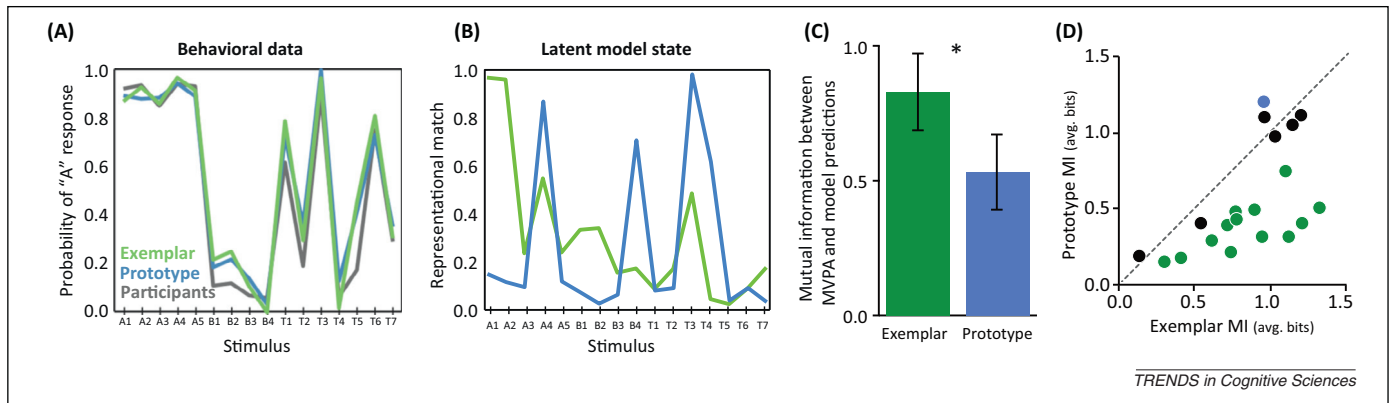 (A)
Behavioral data
Probability of “A” response
1.0
0.8
0.6
0.4
0.2
0.0
Exemplar
Prototype
Participants
A1 A2 A3 A4 A5 B1 B2 B3 B4 T1 T2 T3 T4 T5 T6 T7
Stimulus
(B)
Latent model state
Representational match
1.0
0.8
0.6
0.4
0.2
0.0
A1 A2 A3 A4 A5 B1 B2 B3 B4 T1 T2 T3 T4 T5 T6 T7
Stimulus
(C)
Mutual information between
MVPA and model predictions
1.0
0.5
0.0
*
Exemplar Prototype
(D)
Prototype MI (avg. bits)
1.5
1.0
0.5
0.0
0.0 0.5 1.0 1.5
Exemplar MI (avg. bits)
TRENDS in Cognitive Sciences